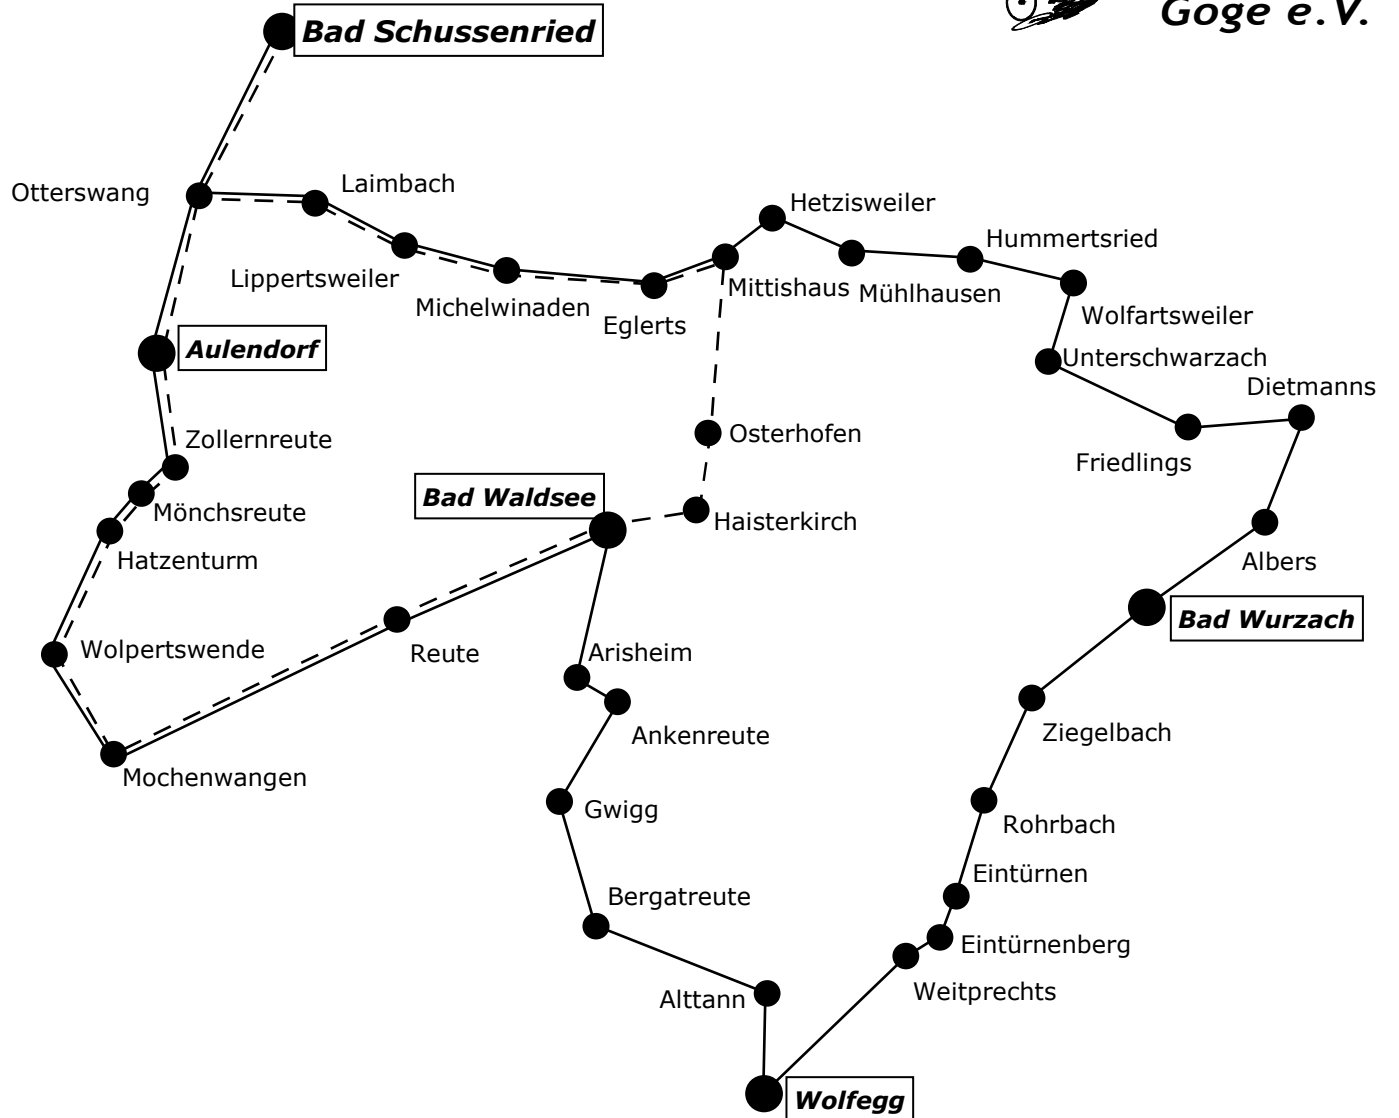 Goge e.V.
Bad Schussenried
Otterswang
Laimbach
Hetzisweiler
Hummertsried
Lippertsweiler
Michelwinaden
Mittishaus
Mühlhausen
Eglerts
Wolfartsweiler
Aulendorf
Unterschwarzach
Dietmanns
Zollernreute
Osterhofen
Friedlings
Bad Waldsee
Mönchsreute
Haisterkirch
Hatzenturm
Albers
Bad Wurzach
Wolpertswende
Reute
Arisheim
Ankenreute
Ziegelbach
Mochenwangen
Gwigg
Rohrbach
Eintürnen
Bergatreute
Eintürnenberg
Weitprechts
Alttann
Wolfegg